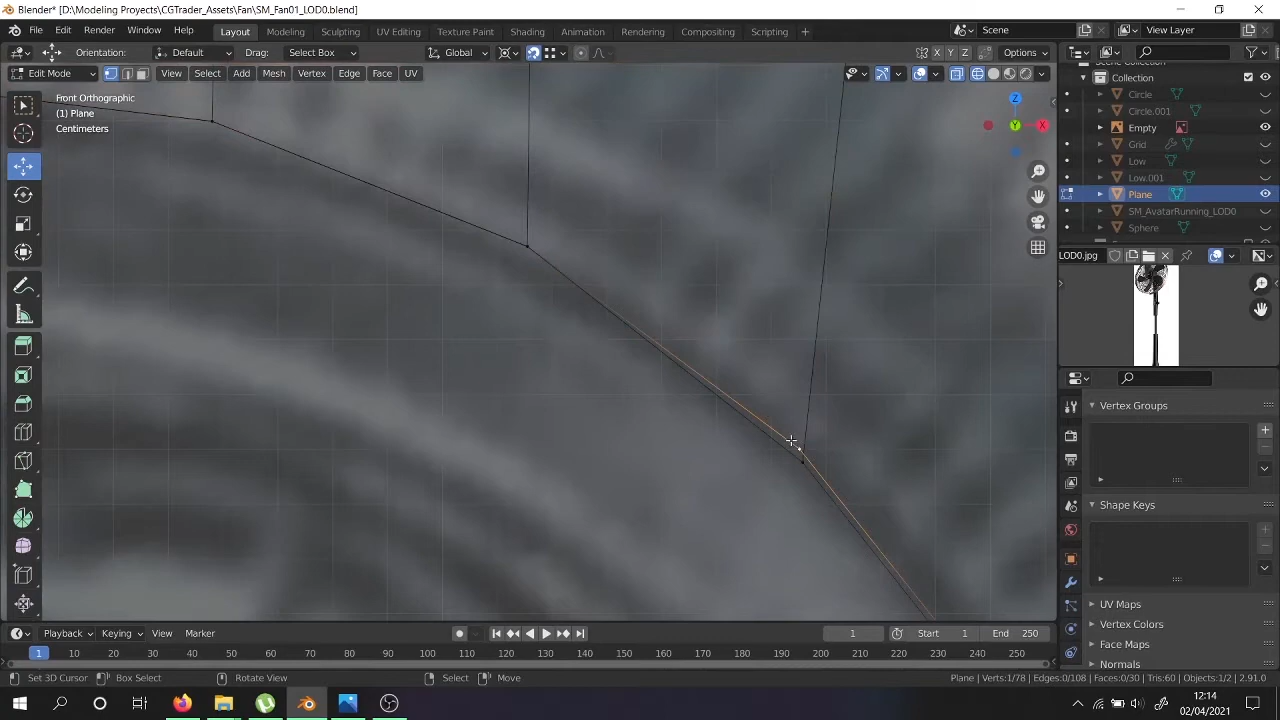 Blender* [D:\Modeling Projects\CGTrader_Assets\Fan\SM_Fan01_LOD0.blend]
File Edit Render Window Help Layout Modeling Sculpting UV Editing Texture Paint Shading Animation Rendering Compositing Scripting + Scene View Layer
Orientation: Default Drag: Select Box Global X Y Z Options
Edit Mode View Select Add Mesh Vertex Edge Face UV
Front Orthographic
(1) Plane
Centimeters
Z
Y
X
Collection
Circle
Circle.001
Empty
Grid
Low
Low.001
Plane
SM_AvatarRunning_LOD0
Sphere
LOD0.jpg
Vertex Groups
Shape Keys
UV Maps
Vertex Colors
Face Maps
Normals
Playback Keying View Marker 1 Start 1 End 250
1 10 20 30 40 50 60 70 80 90 100 110 120 130 140 150 160 170 180 190 200 210 220 230 240 250
Set 3D Cursor Box Select Rotate View Select Move Plane | Verts:1/78 | Edges:0/108 | Faces:0/30 | Tris:60 | Objects:1/2 | 2.91.0
12:14
02/04/2021